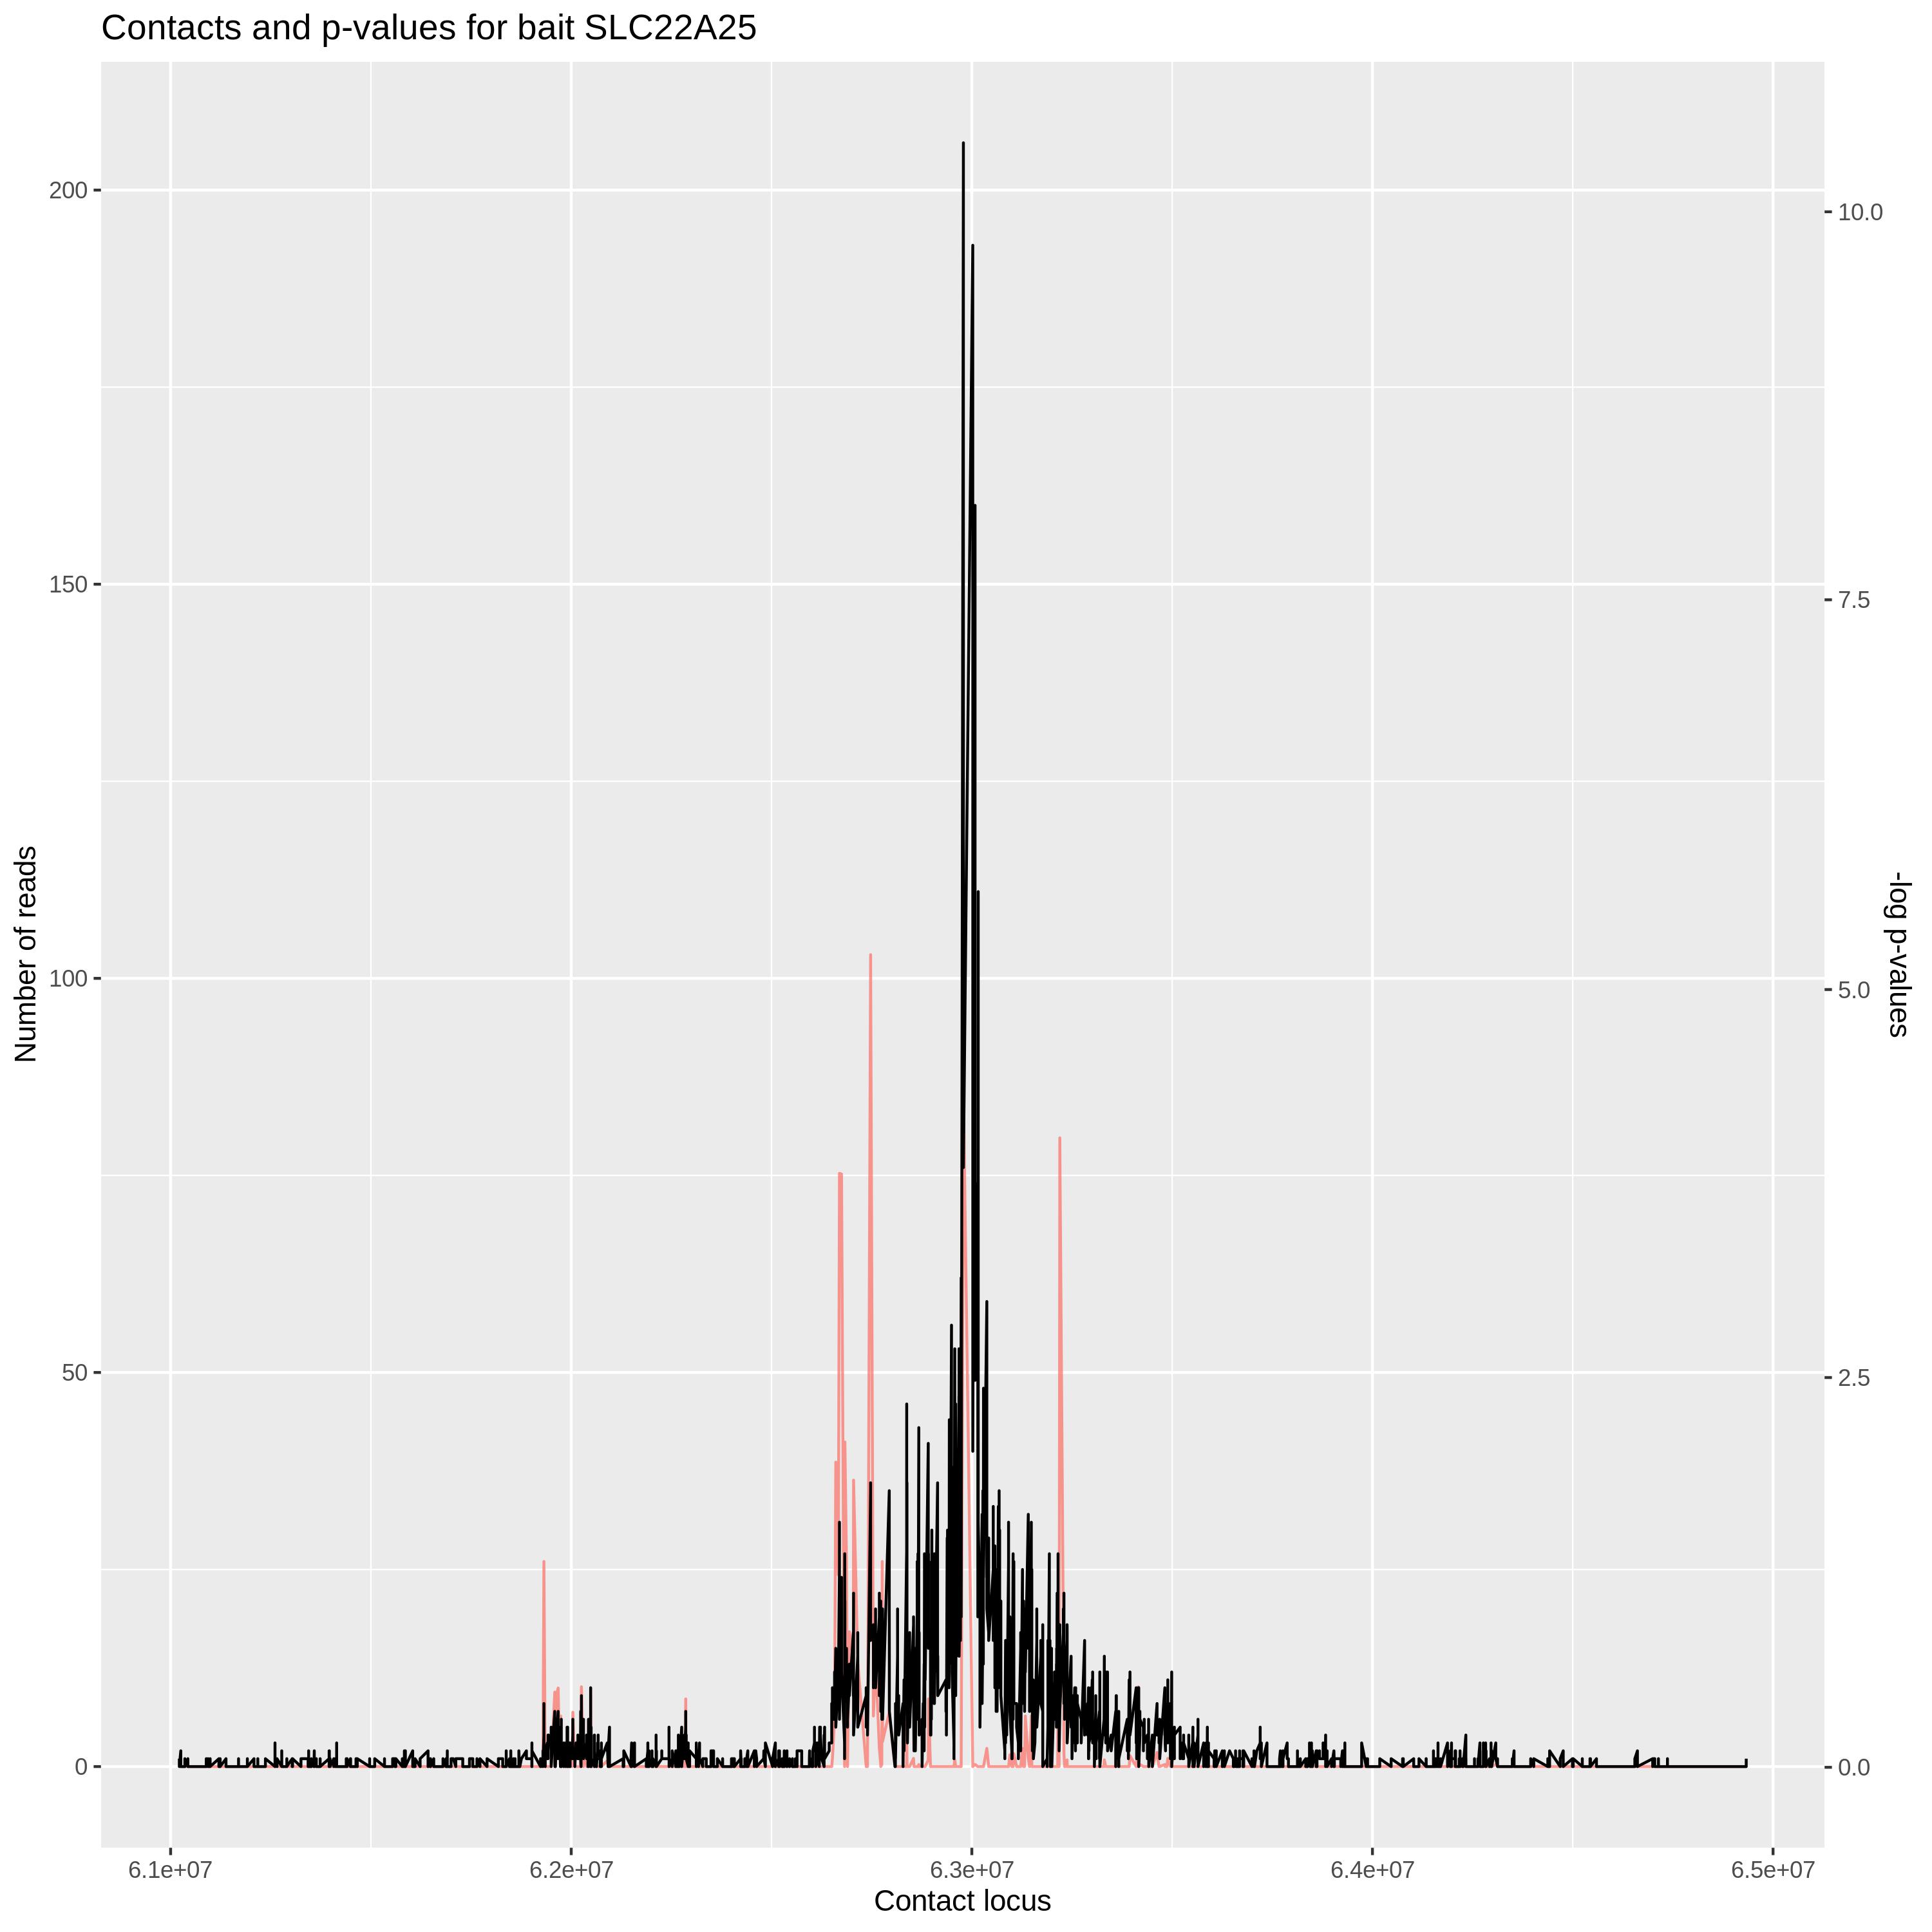 Contacts and p-values for bait SLC22A25
Number of reads
200
150
100
50
0
10.0
7.5
5.0
2.5
0.0
-log p-values
6.1e+07
6.2e+07
6.3e+07
6.4e+07
6.5e+07
Contact locus